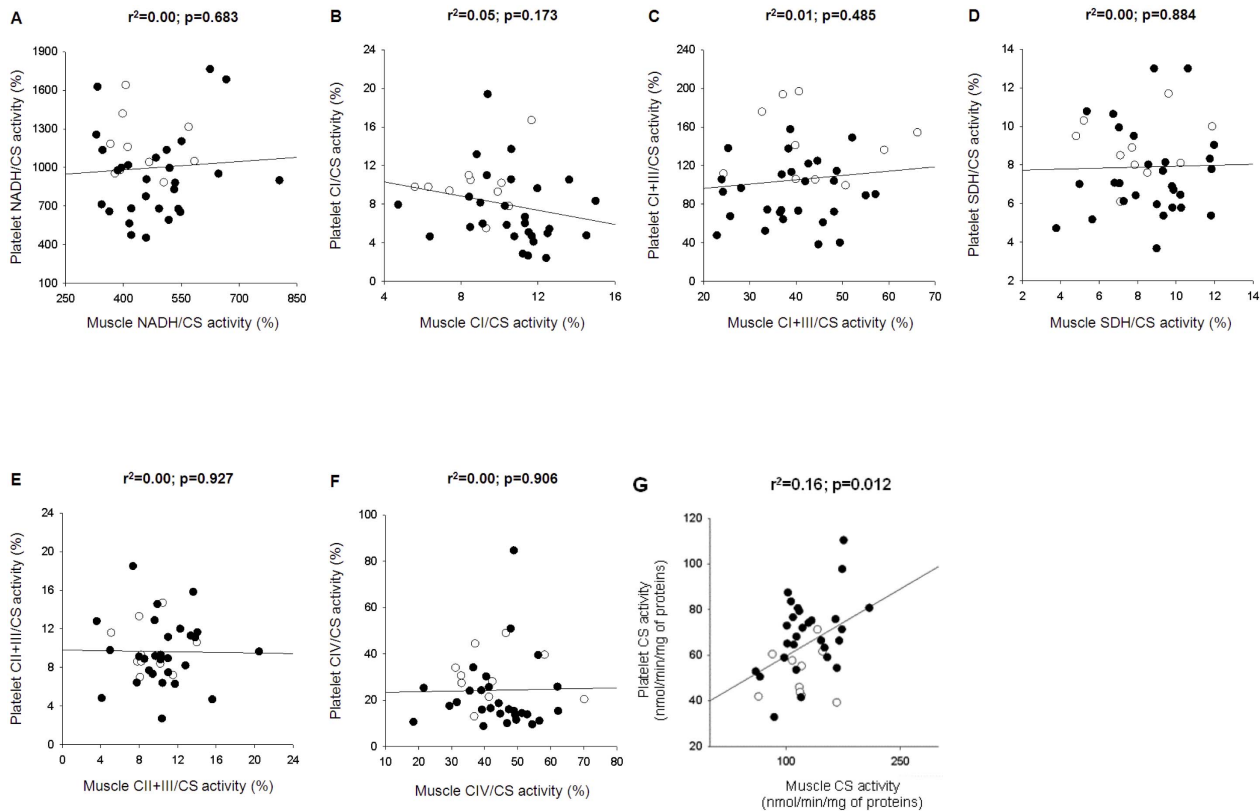 A
r²=0.00; p=0.683
Platelet NADH/CS activity (%)
1900
1600
1300
1000
700
400
100
250
400
550
700
850
Muscle NADH/CS activity (%)
B
r²=0.05; p=0.173
Platelet CI/CS activity (%)
24
20
16
12
8
4
0
4
8
12
16
Muscle CI/CS activity (%)
C
r²=0.01; p=0.485
Platelet CI+III/CS activity (%)
240
200
160
120
80
40
0
20
30
40
50
60
70
Muscle CI+III/CS activity (%)
D
r²=0.00; p=0.884
Platelet SDH/CS activity (%)
14
12
10
8
6
4
2
2
4
6
8
10
12
14
Muscle SDH/CS activity (%)
E
r²=0.00; p=0.927
Platelet CII+III/CS activity (%)
24
20
16
12
8
4
0
0
4
8
12
16
20
24
Muscle CII+III/CS activity (%)
F
r²=0.00; p=0.906
Platelet CIV/CS activity (%)
100
80
60
40
20
0
10
20
30
40
50
60
70
80
Muscle CIV/CS activity (%)
G
r²=0.16; p=0.012
Platelet CS activity
(nmol/min/mg of proteins)
120
100
80
60
40
20
100
250
Muscle CS activity
(nmol/min/mg of proteins)